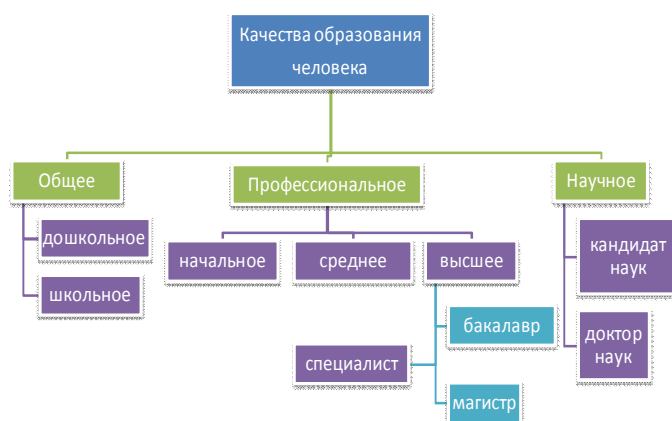 Качества образования
человека
Общее
Профессиональное
Научное
дошкольное
школьное
начальное
среднее
высшее
кандидат
наук
бакалавр
специалист
доктор
наук
магистр